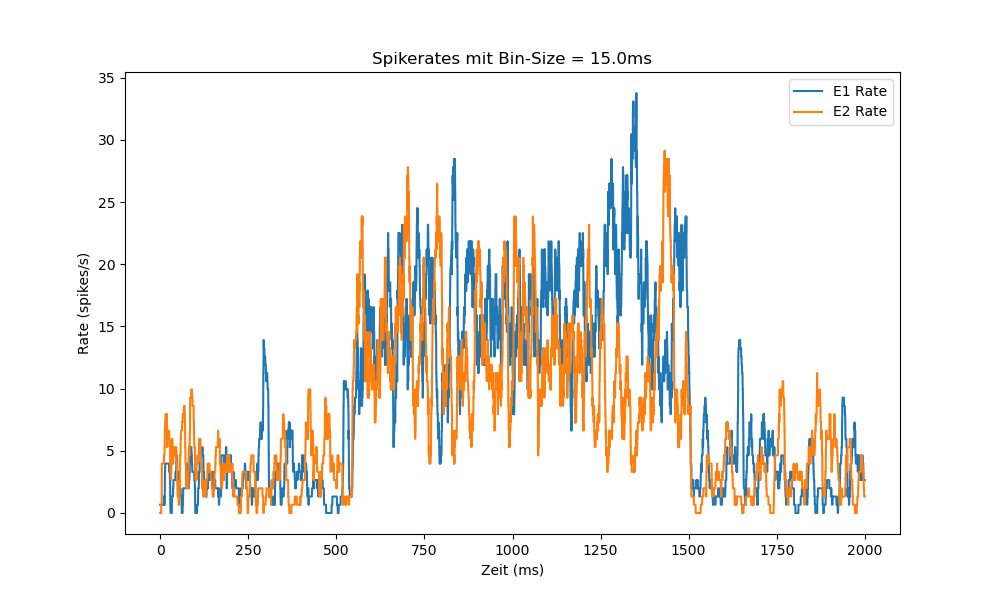 Spikerates mit Bin-Size = 15.0ms
E1 Rate
E2 Rate
Rate (spikes/s)
35
30
25
20
15
10
5
0
0 250 500 750 1000 1250 1500 1750 2000
Zeit (ms)